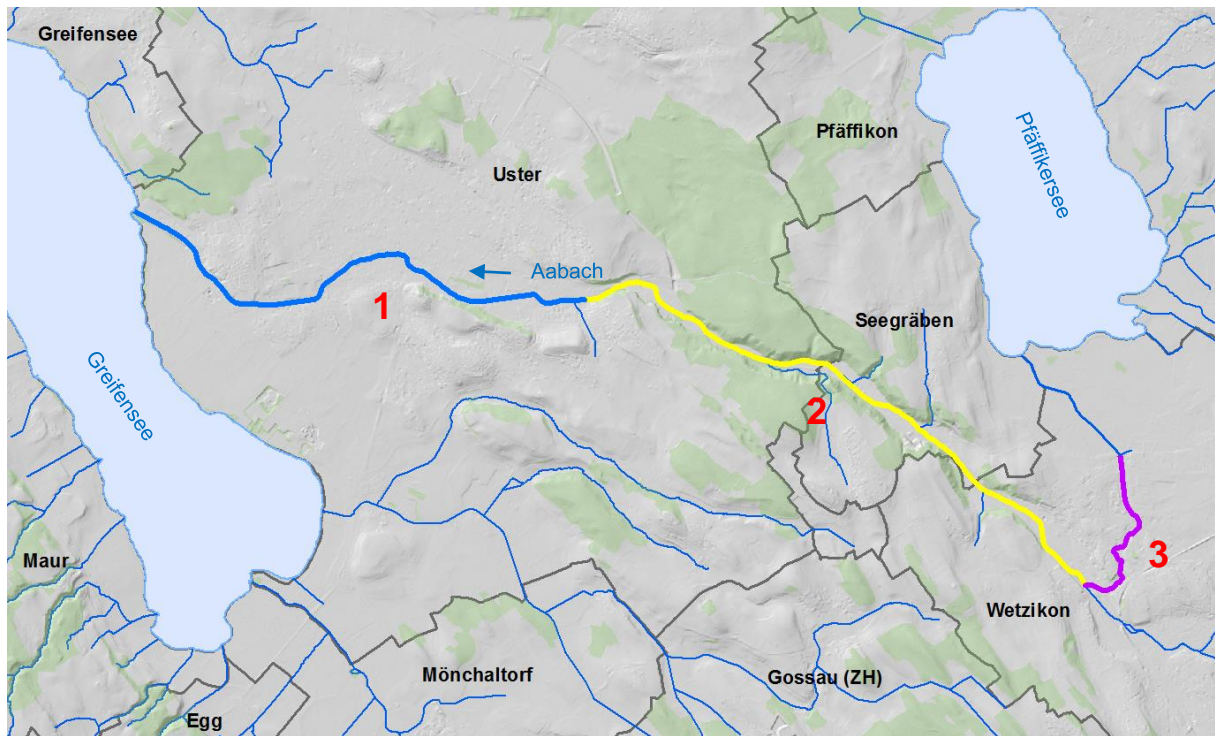 Greifensee
Pfäffikon
Pfäffikersee
Uster
Aabach
1
Seegräben
Greifensee
2
3
Maur
Wetzikon
Mönchaltorf
Gossau (ZH)
Egg